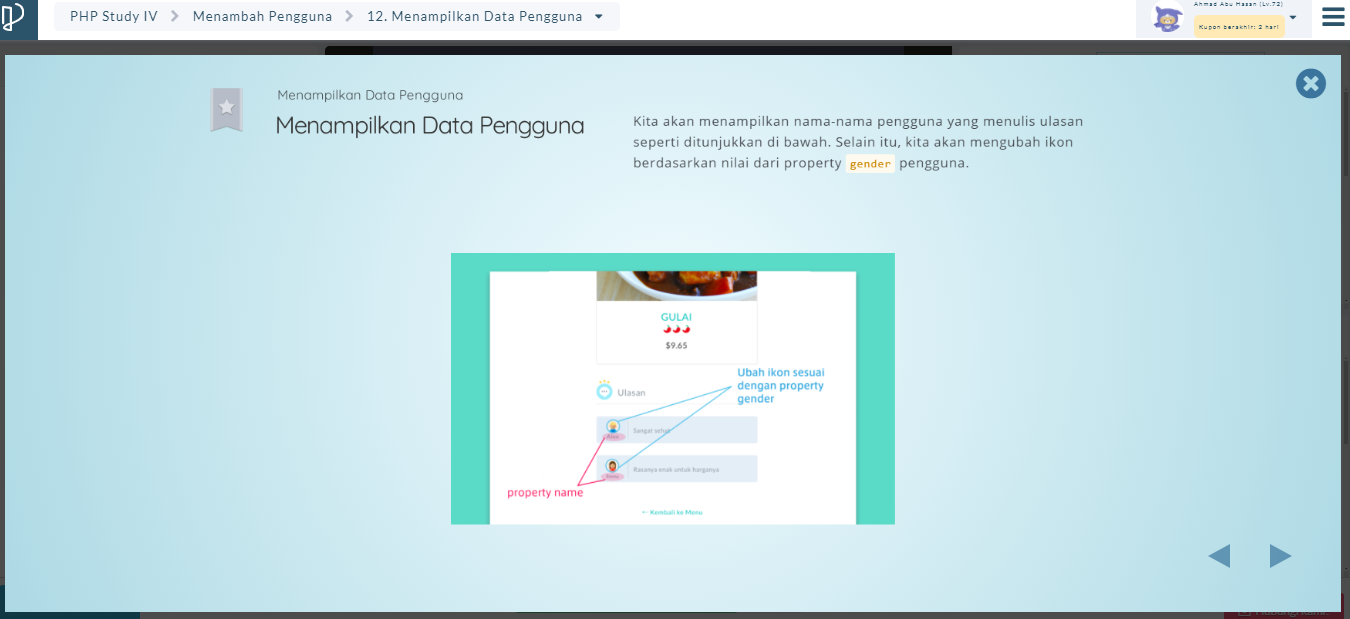 PHP Study IV
Menambah Pengguna
12. Menampilkan Data Pengguna
Ahmad Abu Hasan (Lv.72)
Kupon berakhir: 2 hari
Menampilkan Data Pengguna
Menampilkan Data Pengguna
Kita akan menampilkan nama-nama pengguna yang menulis ulasan
seperti ditunjukkan di bawah. Selain itu, kita akan mengubah ikon
berdasarkan nilai dari property gender pengguna.
GULAI
$9.65
Ubah ikon sesuai
dengan property
gender
Ulasan
Sangat sehat
Rasanya enak untuk harganya
property name
← Kembali ke Menu